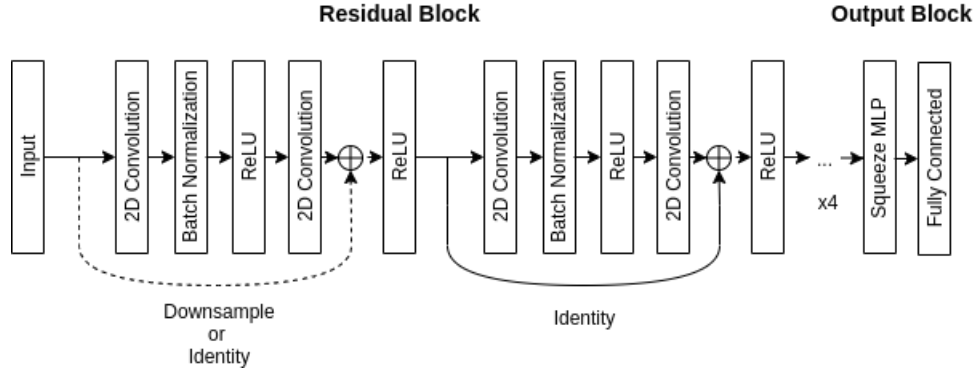 Residual Block
Output Block
Input
2D Convolution
Batch Normalization
ReLU
2D Convolution
ReLU
2D Convolution
Batch Normalization
ReLU
2D Convolution
ReLU
...
x4
Squeeze MLP
Fully Connected
Downsample
or
Identity
Identity